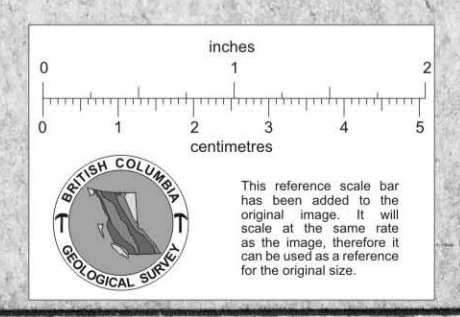 inches
0 1 2
0 1 2 3 4 5
centimetres
BRITISH COLUMBIA
GEOLOGICAL SURVEY
This reference scale bar
has been added to the
original image. It will
scale at the same rate
as the image, therefore it
can be used as a reference
for the original size.